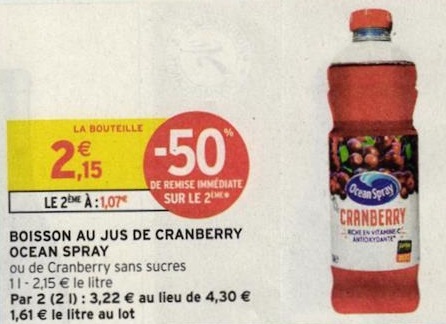 LA BOUTEILLE
2€,15
LE 2ÈME À : 1,07€
-50%
DE REMISE IMMÉDIATE
SUR LE 2ÈME
BOISSON AU JUS DE CRANBERRY
OCEAN SPRAY
ou de Cranberry sans sucres
1 l - 2,15 € le litre
Par 2 (2 l) : 3,22 € au lieu de 4,30 €
1,61 € le litre au lot
Ocean Spray
CRANBERRY
RICHE EN VITAMINE C
ANTIOXYDANTE